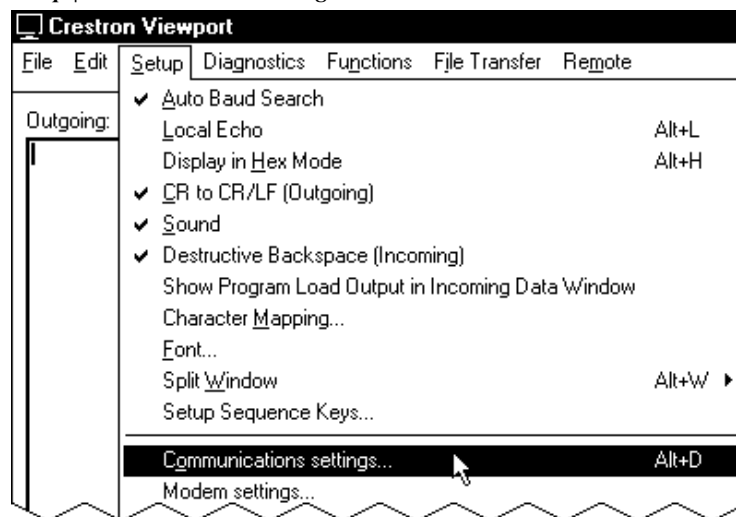 Crestron Viewport
File Edit Setup Diagnostics Functions File Transfer Remote
Auto Baud Search
Outgoing:
Local Echo Alt+L
Display in Hex Mode Alt+H
CR to CR/LF (Outgoing)
Sound
Destructive Backspace (Incoming)
Show Program Load Output in Incoming Data Window
Character Mapping...
Font...
Split Window Alt+W
Setup Sequence Keys...
Communications settings... Alt+D
Modem settings...